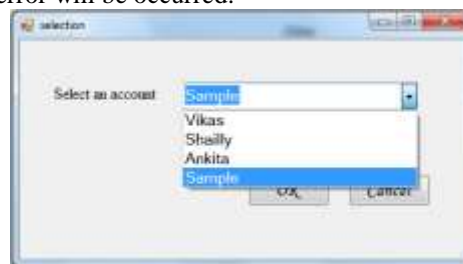 error will be occurred.
selection
Select an account
Sample
Vikas
Shailly
Ankita
Sample
OK
Cancel